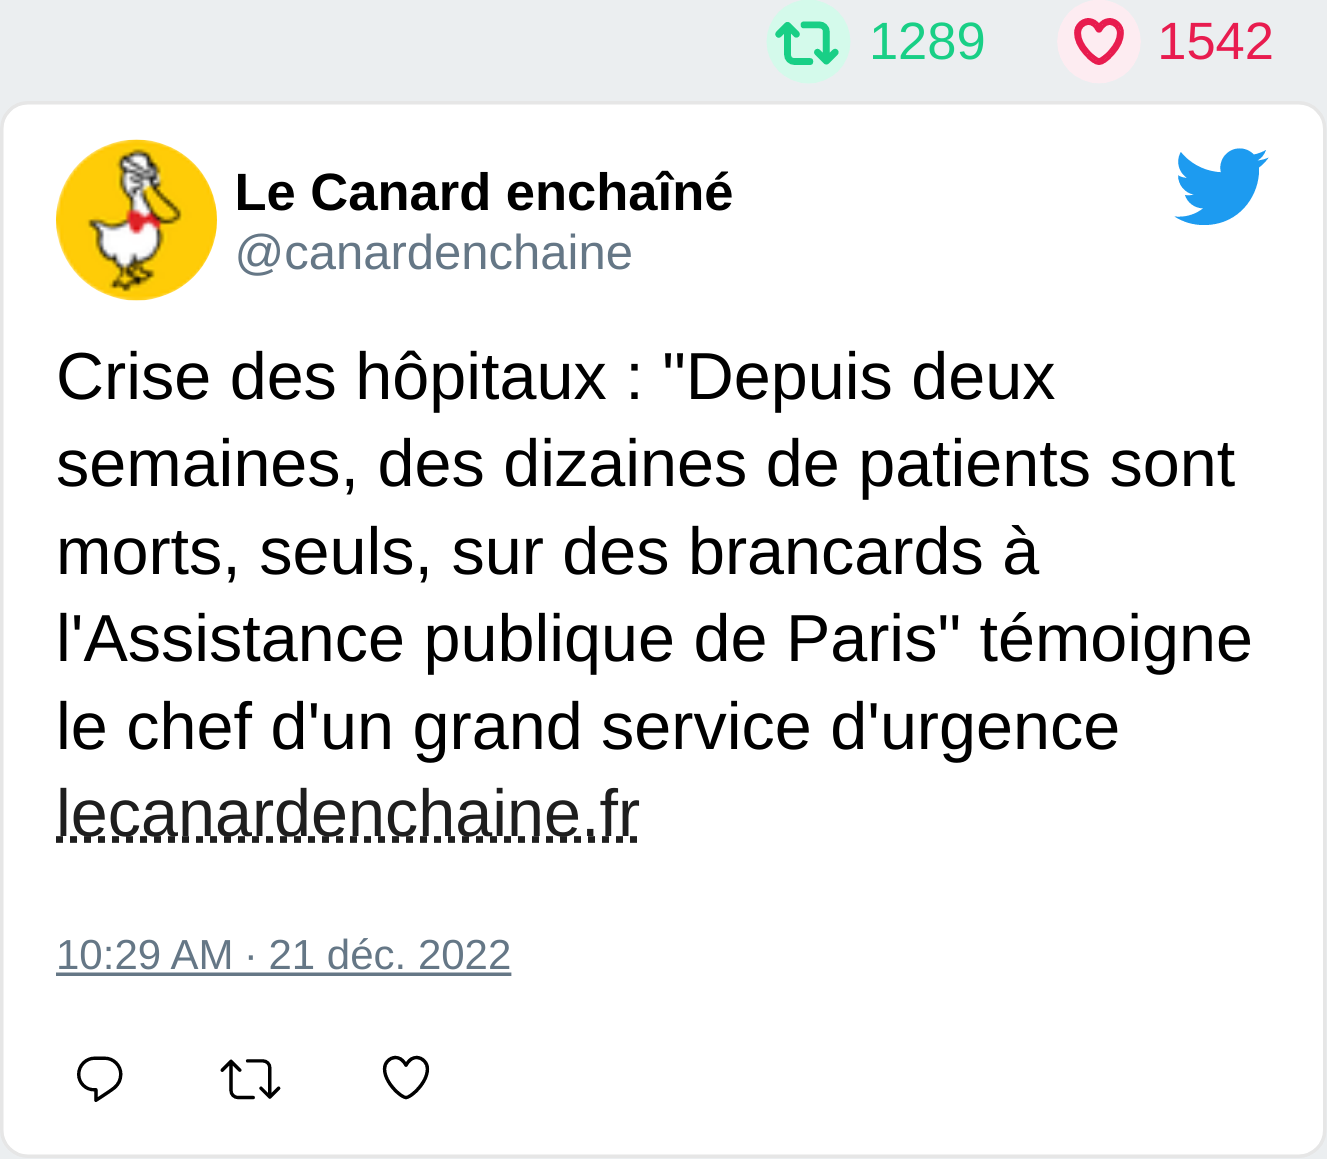 1289 1542
Le Canard enchaîné
@canardenchaine
Crise des hôpitaux : "Depuis deux
semaines, des dizaines de patients sont
morts, seuls, sur des brancards à
l'Assistance publique de Paris" témoigne
le chef d'un grand service d'urgence
lecanardenchaine.fr
10:29 AM · 21 déc. 2022